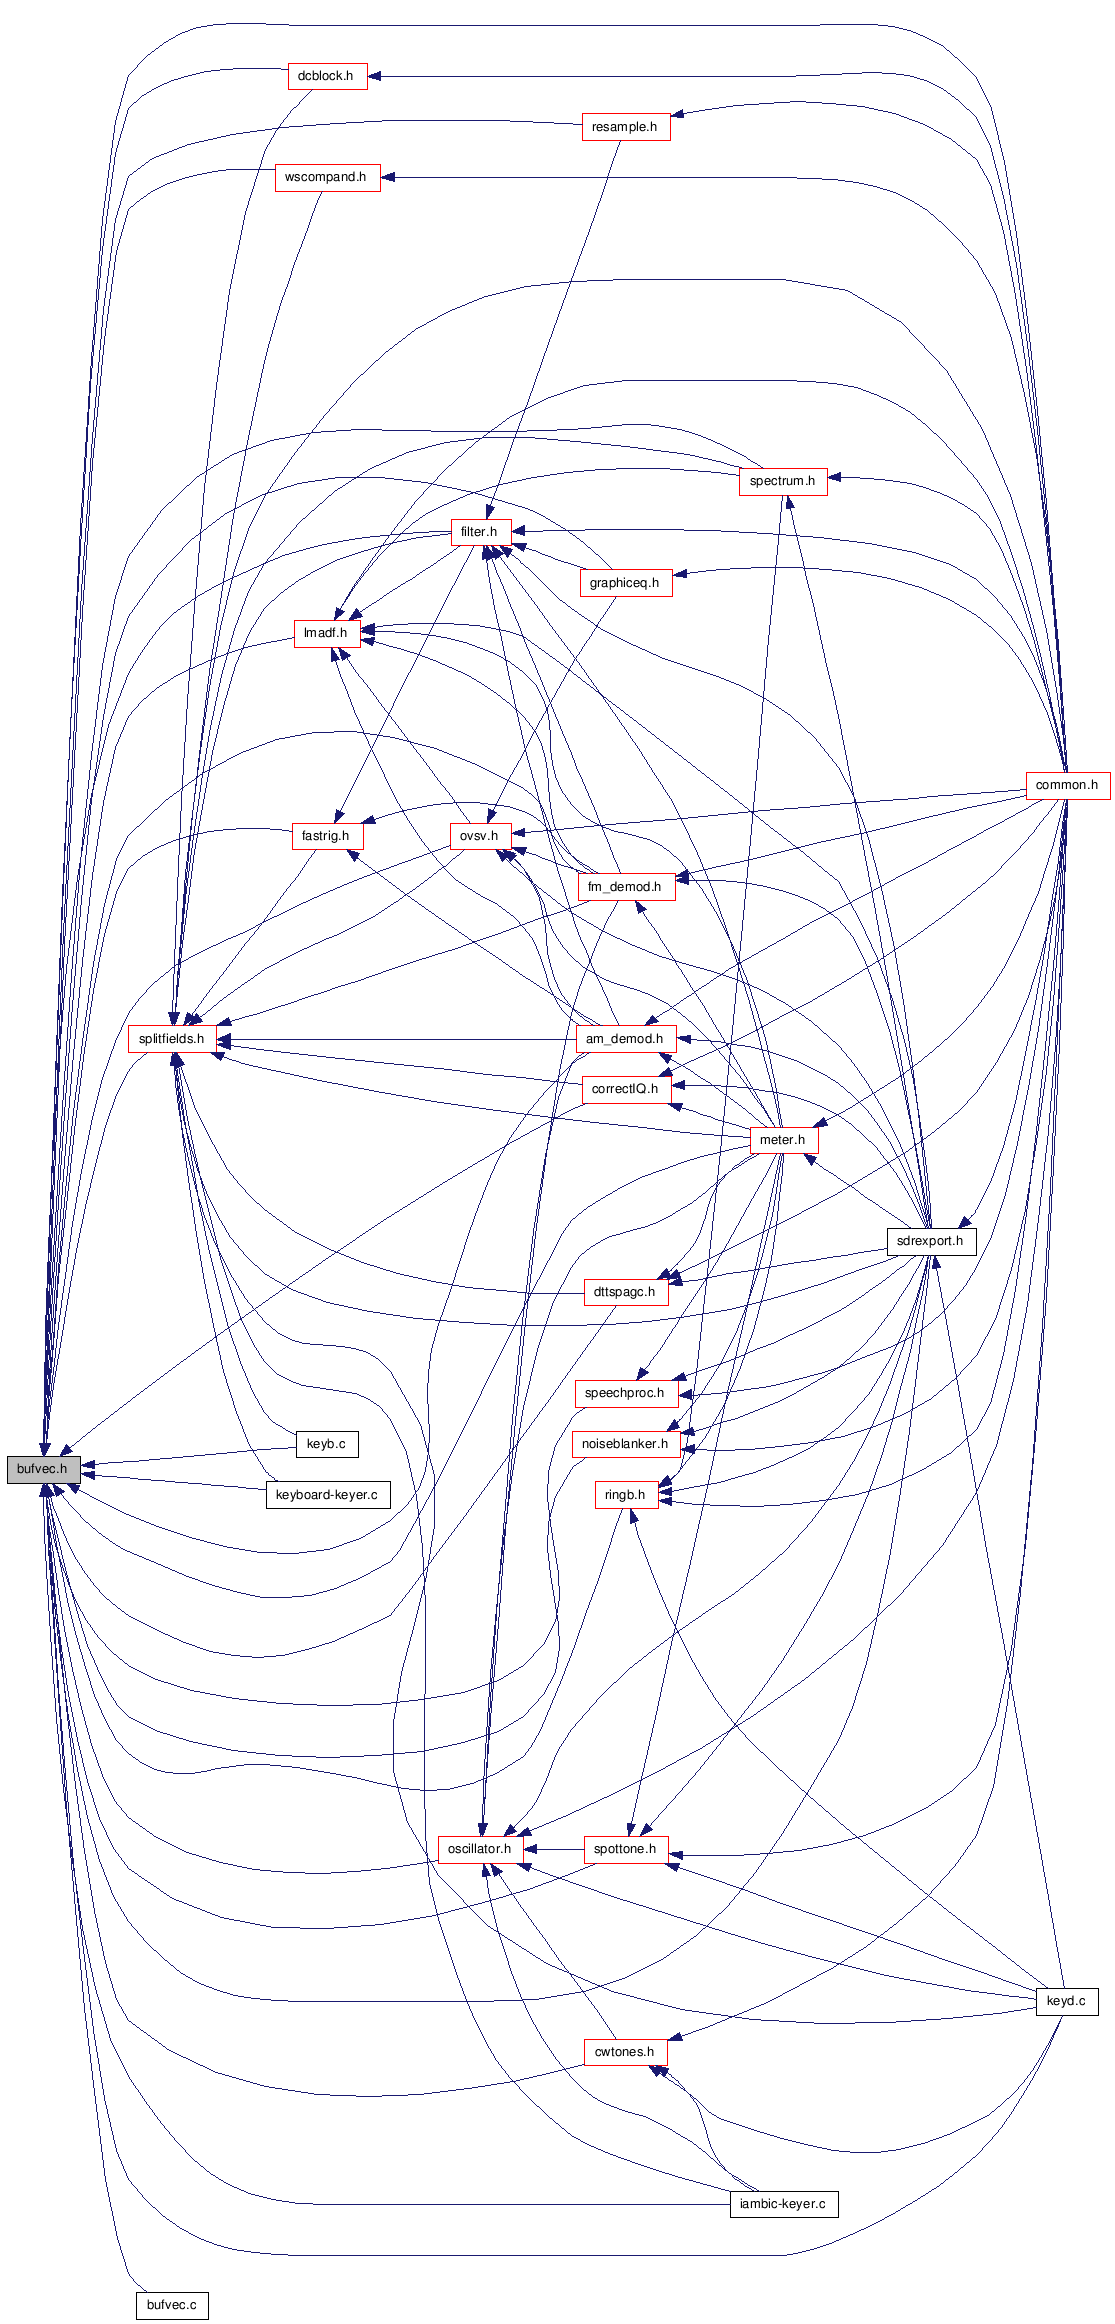 dcblock.h
resample.h
wscompand.h
spectrum.h
filter.h
graphiceq.h
lmadf.h
common.h
fastrig.h
ovsv.h
fm_demod.h
splitfields.h
am_demod.h
correctIQ.h
meter.h
sdrexport.h
dttspagc.h
speechproc.h
keyb.c
noiseblanker.h
bufvec.h
keyboard-keyer.c
ringb.h
oscillator.h
spottone.h
keyd.c
cwtones.h
iambic-keyer.c
bufvec.c